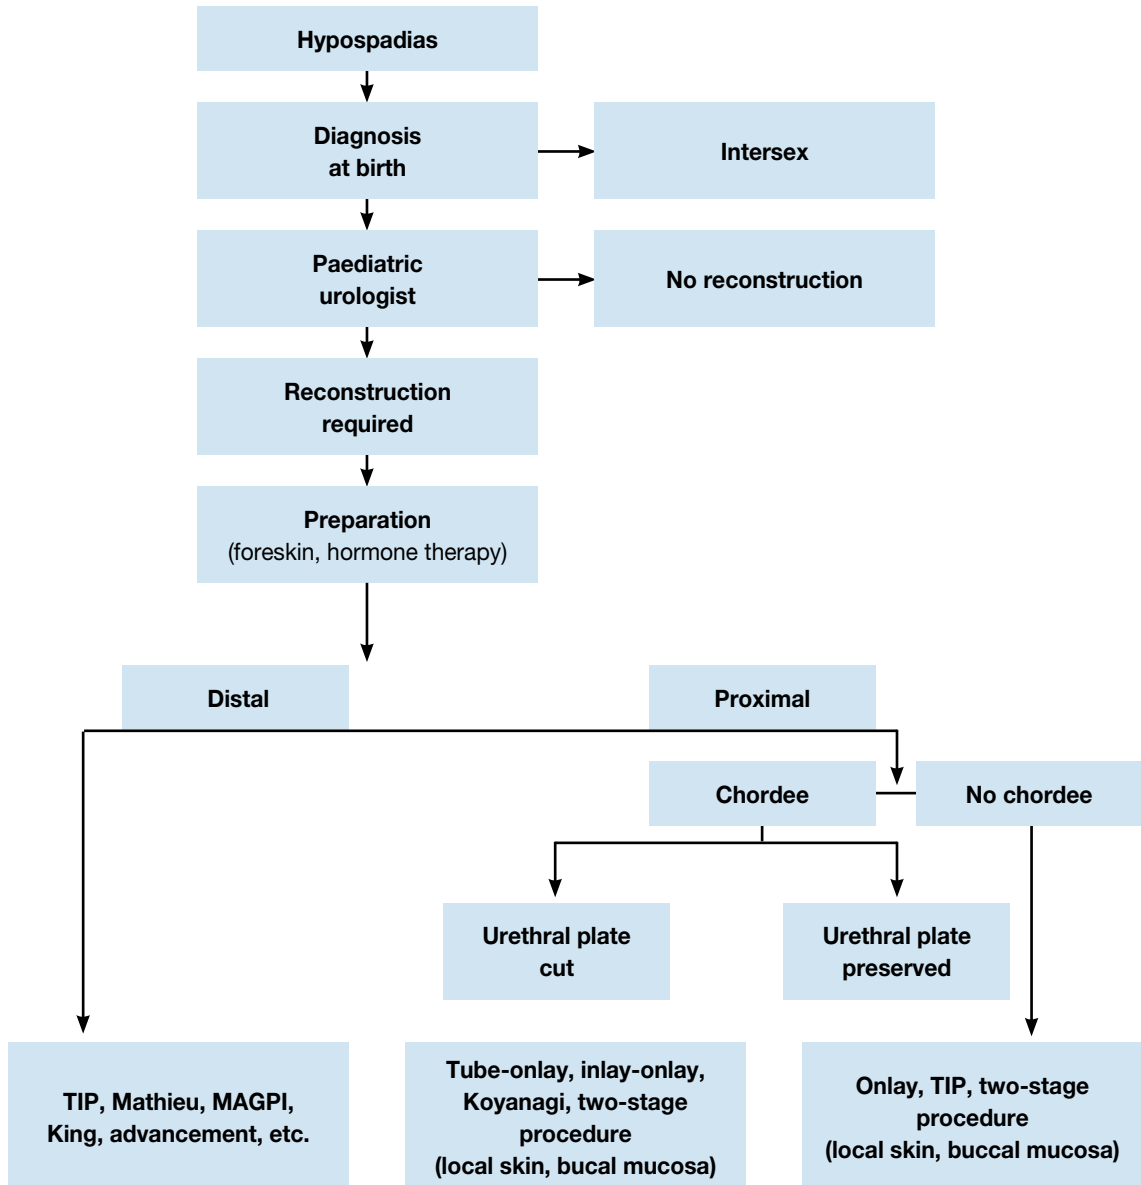 Hypospadias
Diagnosis
at birth
Intersex
Paediatric
urologist
No reconstruction
Reconstruction
required
Preparation
(foreskin, hormone therapy)
Distal
Proximal
Chordee
No chordee
Urethral plate
cut
Urethral plate
preserved
TIP, Mathieu, MAGPI,
King, advancement, etc.
Tube-onlay, inlay-onlay,
Koyanagi, two-stage
procedure
(local skin, bucal mucosa)
Onlay, TIP, two-stage
procedure
(local skin, buccal mucosa)